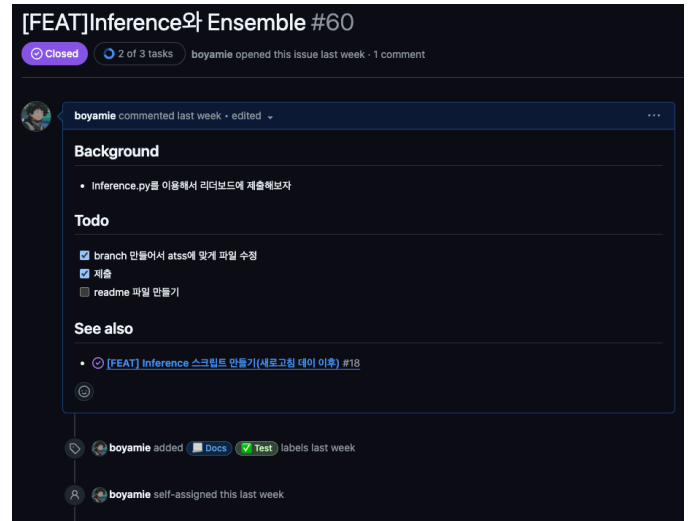 [FEAT]Inference와 Ensemble #60
Closed 2 of 3 tasks boyamie opened this issue last week · 1 comment
boyamie commented last week • edited
Background
• Inference.py를 이용해서 리더보드에 제출해보자
Todo
branch 만들어서 atss에 맞게 파일 수정
제출
readme 파일 만들기
See also
• [FEAT] Inference 스크립트 만들기(새로고침 데이 이후) #18
boyamie added Docs Test labels last week
boyamie self-assigned this last week